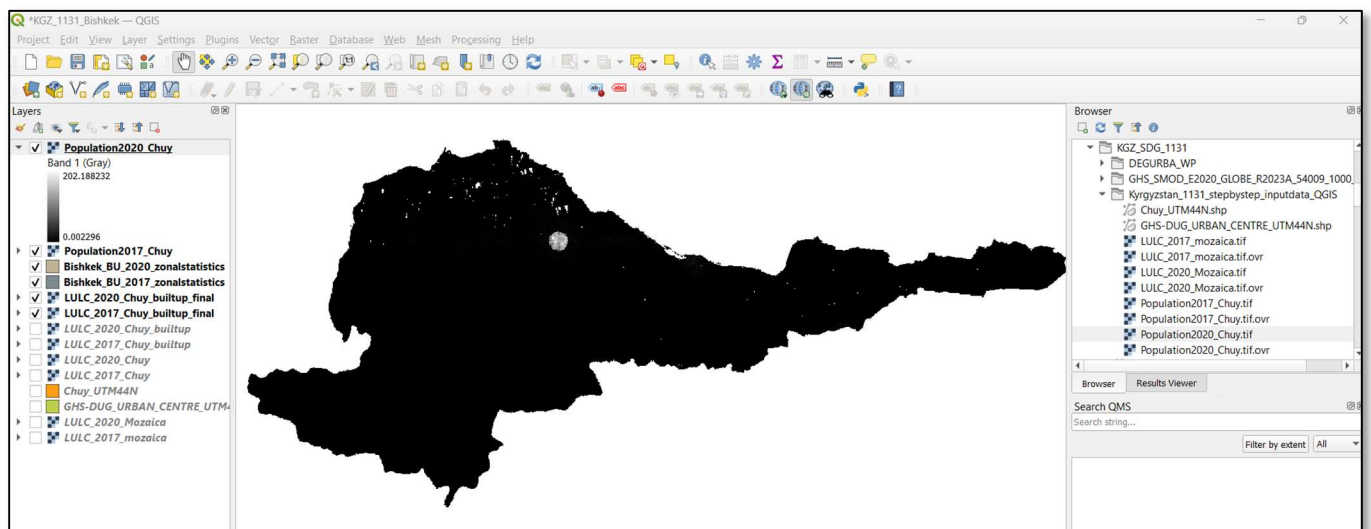 *KGZ_1131_Bishkek — QGIS
Project Edit View Layer Settings Plugins Vector Raster Database Web Mesh Processing Help
Layers
Population2020_Chuy
Band 1 (Gray)
202.188232
0.002296
Population2017_Chuy
Bishkek_BU_2020_zonalstatistics
Bishkek_BU_2017_zonalstatistics
LULC_2020_Chuy_builtup_final
LULC_2017_Chuy_builtup_final
LULC_2020_Chuy_builtup
LULC_2017_Chuy_builtup
LULC_2020_Chuy
LULC_2017_Chuy
Chuy_UTM44N
GHS-DUG_URBAN_CENTRE_UTM4
LULC_2020_Mozaica
LULC_2017_mozaica
Browser
KGZ_SDG_1131
DEGURBA_WP
GHS_SMOD_E2020_GLOBE_R2023A_54009_1000_
Kyrgyzstan_1131_stepbystep_inputdata_QGIS
Chuy_UTM44N.shp
GHS-DUG_URBAN_CENTRE_UTM44N.shp
LULC_2017_mozaica.tif
LULC_2017_mozaica.tif.ovr
LULC_2020_Mozaica.tif
LULC_2020_Mozaica.tif.ovr
Population2017_Chuy.tif
Population2017_Chuy.tif.ovr
Population2020_Chuy.tif
Population2020_Chuy.tif.ovr
Browser Results Viewer
Search QMS
Search string...
Filter by extent All